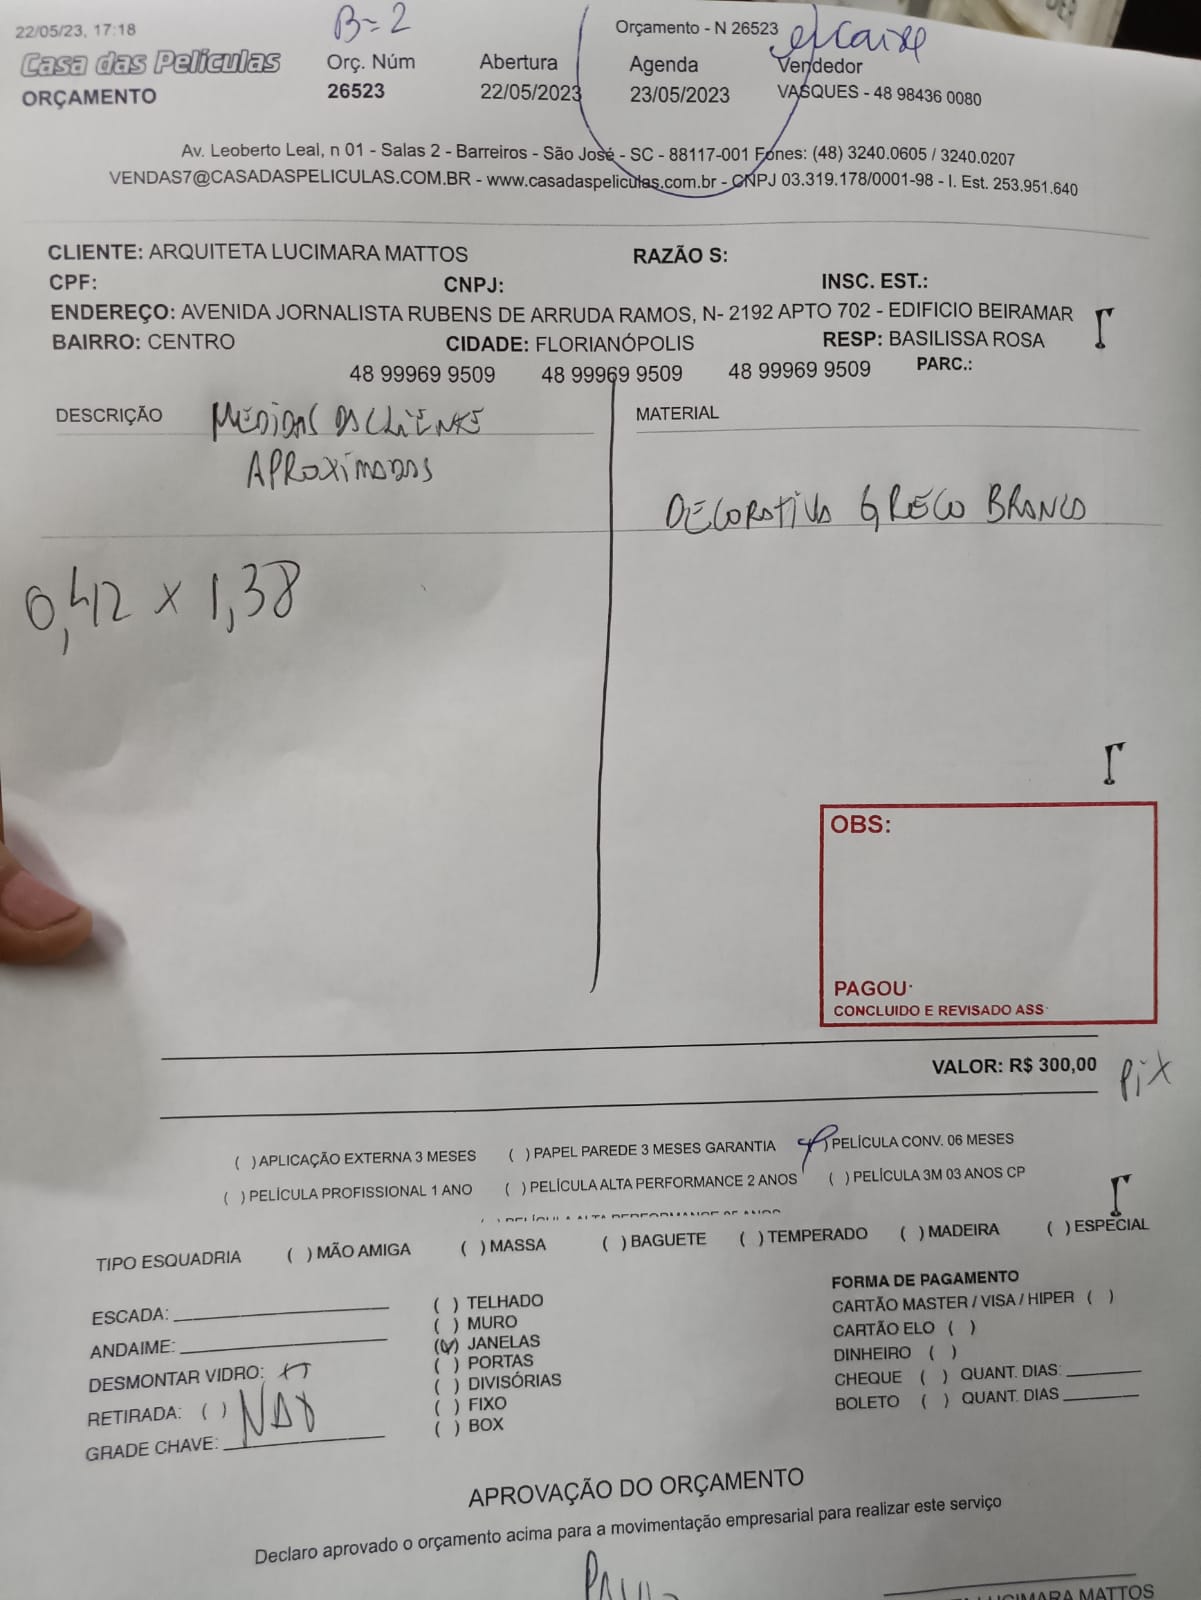 22/05/23, 17:18
B=2
Orçamento - N 26523
encaixe
Casa das Películas
Orç. Núm
Abertura
Agenda
Vendedor
ORÇAMENTO
26523
22/05/2023
23/05/2023
VASQUES - 48 98436 0080
Av. Leoberto Leal, n 01 - Salas 2 - Barreiros - São José - SC - 88117-001 Fones: (48) 3240.0605 / 3240.0207
VENDAS7@CASADASPELICULAS.COM.BR - www.casadaspeliculas.com.br - CNPJ 03.319.178/0001-98 - I. Est. 253.951.640
CLIENTE: ARQUITETA LUCIMARA MATTOS RAZÃO S:
CPF: CNPJ: INSC. EST.:
ENDEREÇO: AVENIDA JORNALISTA RUBENS DE ARRUDA RAMOS, N- 2192 APTO 702 - EDIFICIO BEIRAMAR
BAIRRO: CENTRO CIDADE: FLORIANÓPOLIS RESP: BASILISSA ROSA
48 99969 9509 48 99969 9509 48 99969 9509 PARC.:
DESCRIÇÃO
MEDIDAS DA CLIENTE
APROXIMADAS
MATERIAL
DECORATIVA GRECO BRANCO
0,42 x 1,38
OBS:
PAGOU:
CONCLUIDO E REVISADO ASS:
VALOR: R$ 300,00
PiX
( ) APLICAÇÃO EXTERNA 3 MESES ( ) PAPEL PAREDE 3 MESES GARANTIA ( ) PELÍCULA CONV. 06 MESES
( ) PELÍCULA PROFISSIONAL 1 ANO ( ) PELÍCULA ALTA PERFORMANCE 2 ANOS ( ) PELÍCULA 3M 03 ANOS CP
TIPO ESQUADRIA ( ) MÃO AMIGA ( ) MASSA ( ) BAGUETE ( ) TEMPERADO ( ) MADEIRA ( ) ESPECIAL
ESCADA:
ANDAIME:
DESMONTAR VIDRO:
RETIRADA: ( )
NÃO
GRADE CHAVE:
( ) TELHADO
( ) MURO
(v) JANELAS
( ) PORTAS
( ) DIVISÓRIAS
( ) FIXO
( ) BOX
FORMA DE PAGAMENTO
CARTÃO MASTER / VISA / HIPER ( )
CARTÃO ELO ( )
DINHEIRO ( )
CHEQUE ( ) QUANT. DIAS:
BOLETO ( ) QUANT. DIAS
APROVAÇÃO DO ORÇAMENTO
Declaro aprovado o orçamento acima para a movimentação empresarial para realizar este serviço
LUCIMARA MATTOS